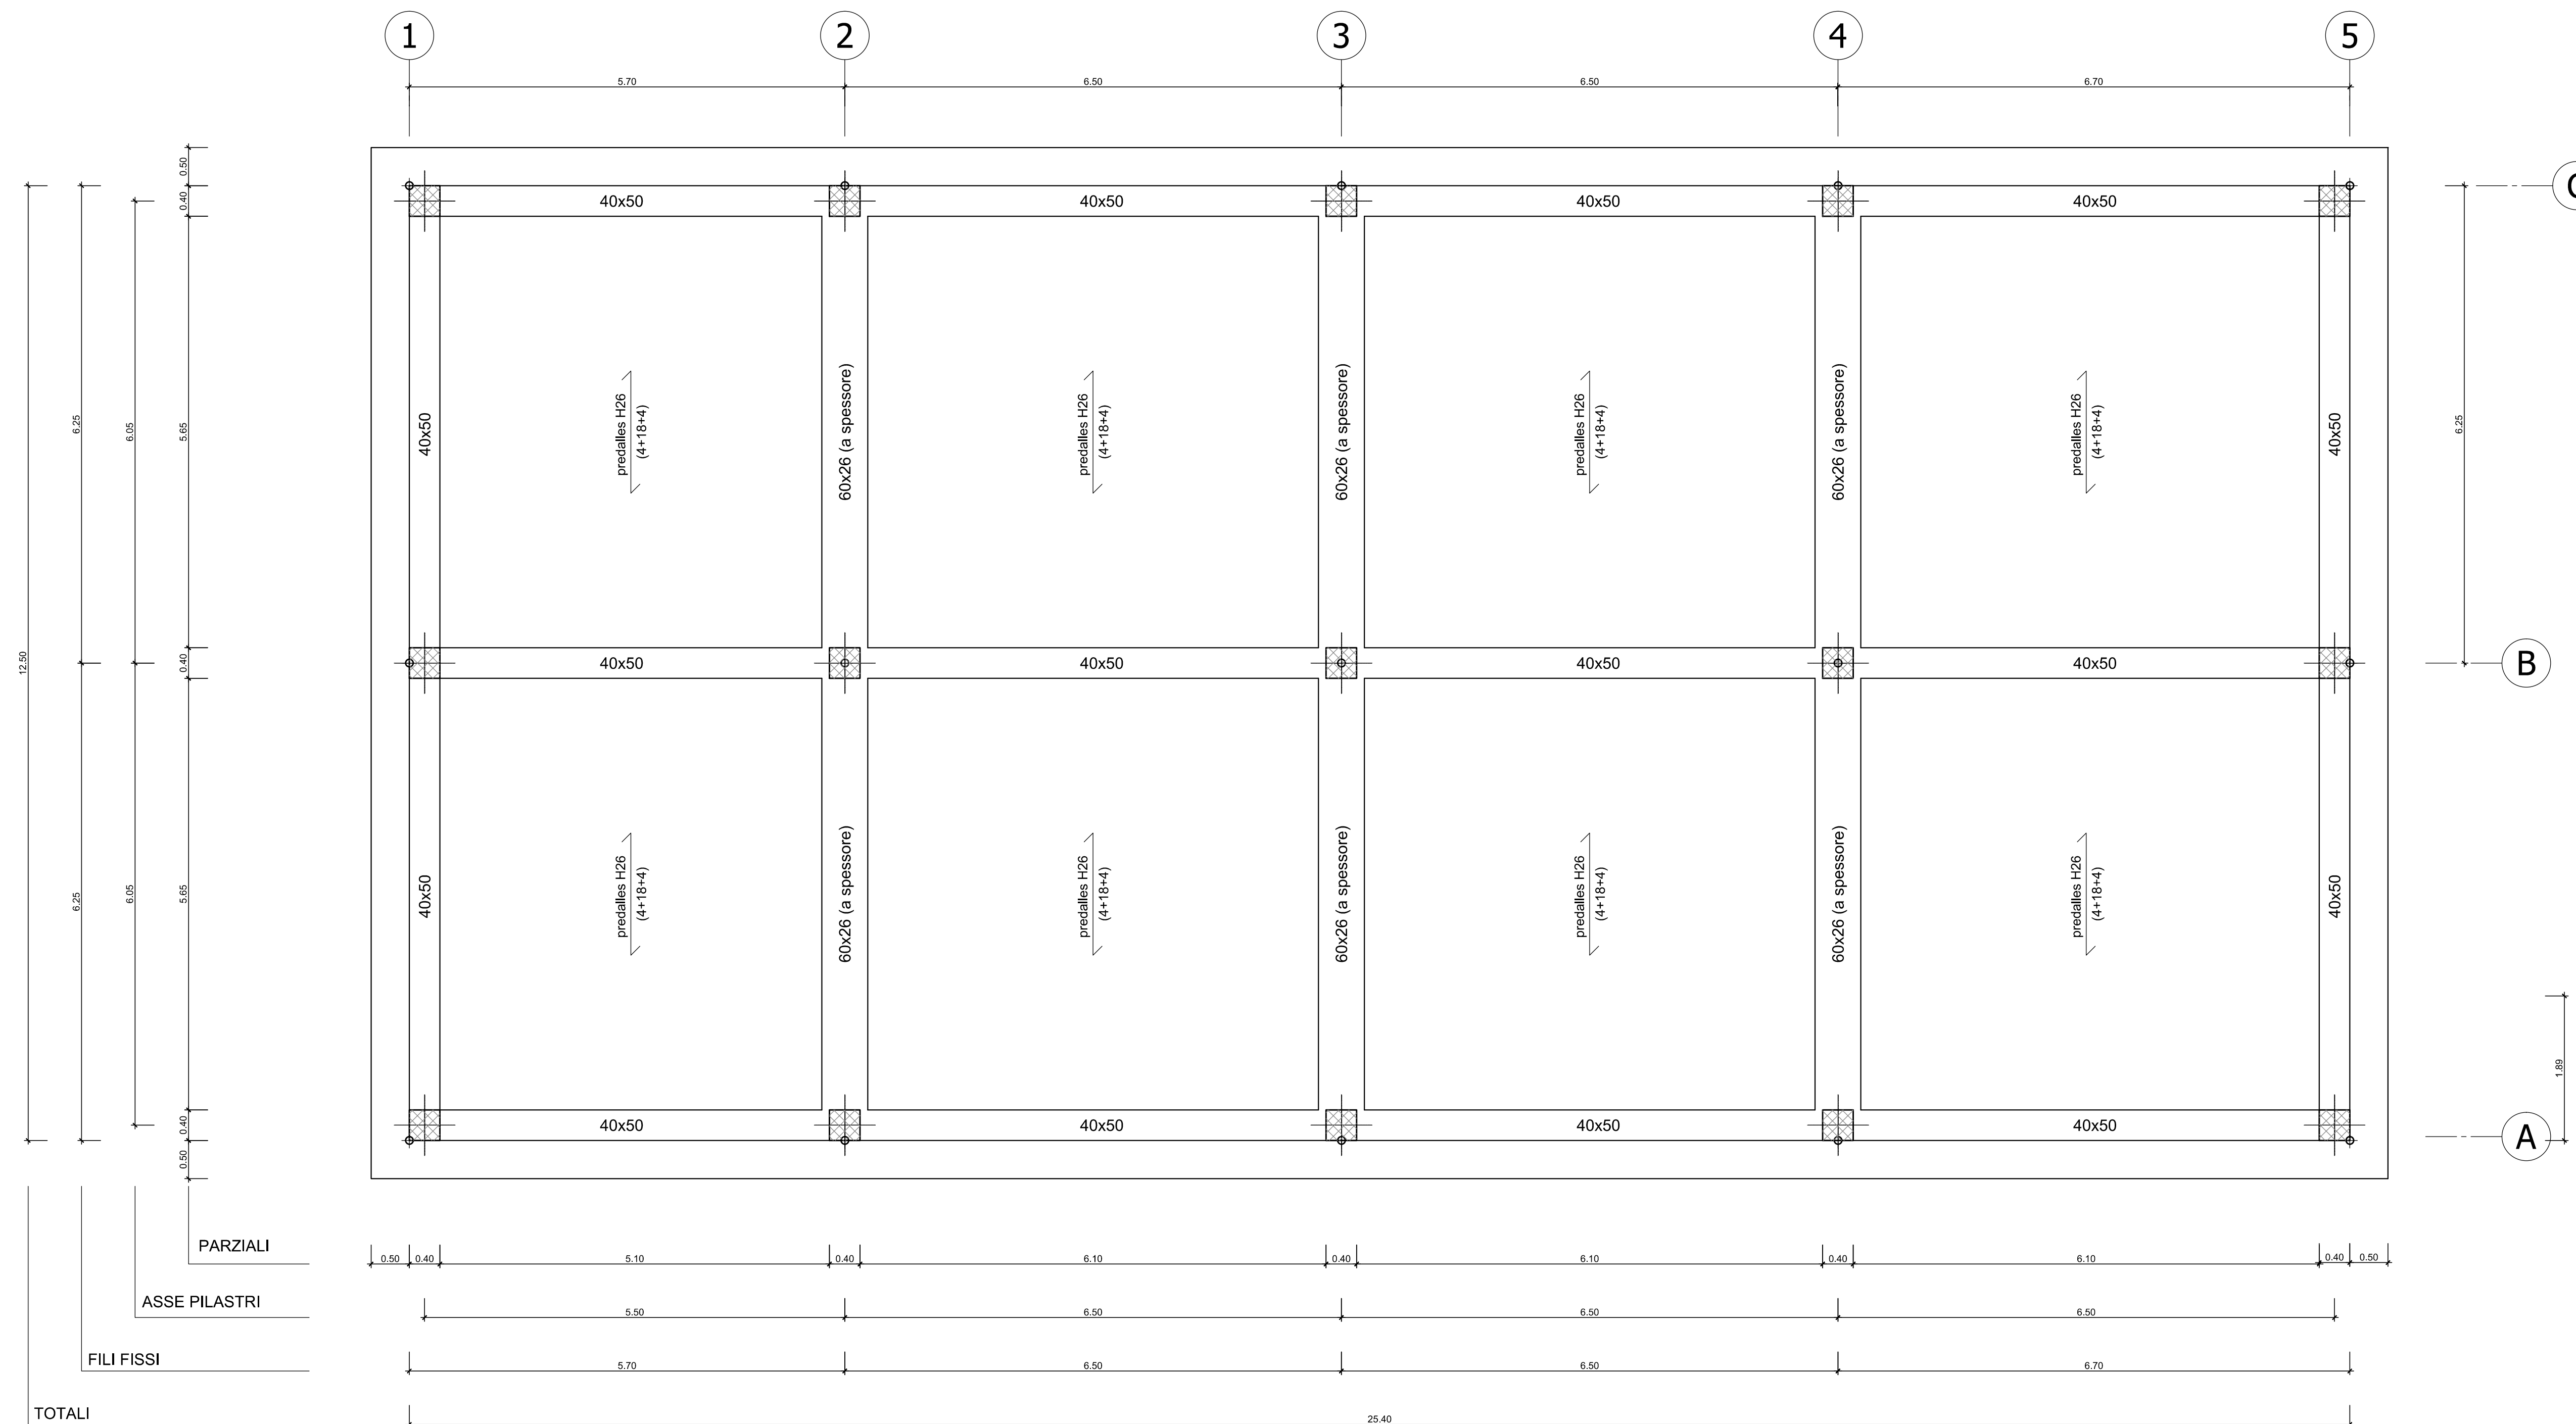 1 2 3 4 5
5.70 6.50 6.50 6.70
0.50
0.40
40x50 40x50 40x50 40x50
12.50 6.25 6.05 5.65
40x50
predalles H26
(4+18+4)
60x26 (a spessore)
predalles H26
(4+18+4)
60x26 (a spessore)
predalles H26
(4+18+4)
60x26 (a spessore)
predalles H26
(4+18+4)
40x50
6.25
0.40
40x50 40x50 40x50 40x50
B
6.25 6.05 5.65
40x50
predalles H26
(4+18+4)
60x26 (a spessore)
predalles H26
(4+18+4)
60x26 (a spessore)
predalles H26
(4+18+4)
60x26 (a spessore)
predalles H26
(4+18+4)
40x50
1.89
0.40
40x50 40x50 40x50 40x50
A
0.50
PARZIALI
0.50 0.40 5.10 0.40 6.10 0.40 6.10 0.40 6.10 0.40 0.50
ASSE PILASTRI
5.50 6.50 6.50 6.50
FILI FISSI
5.70 6.50 6.50 6.70
TOTALI
25.40